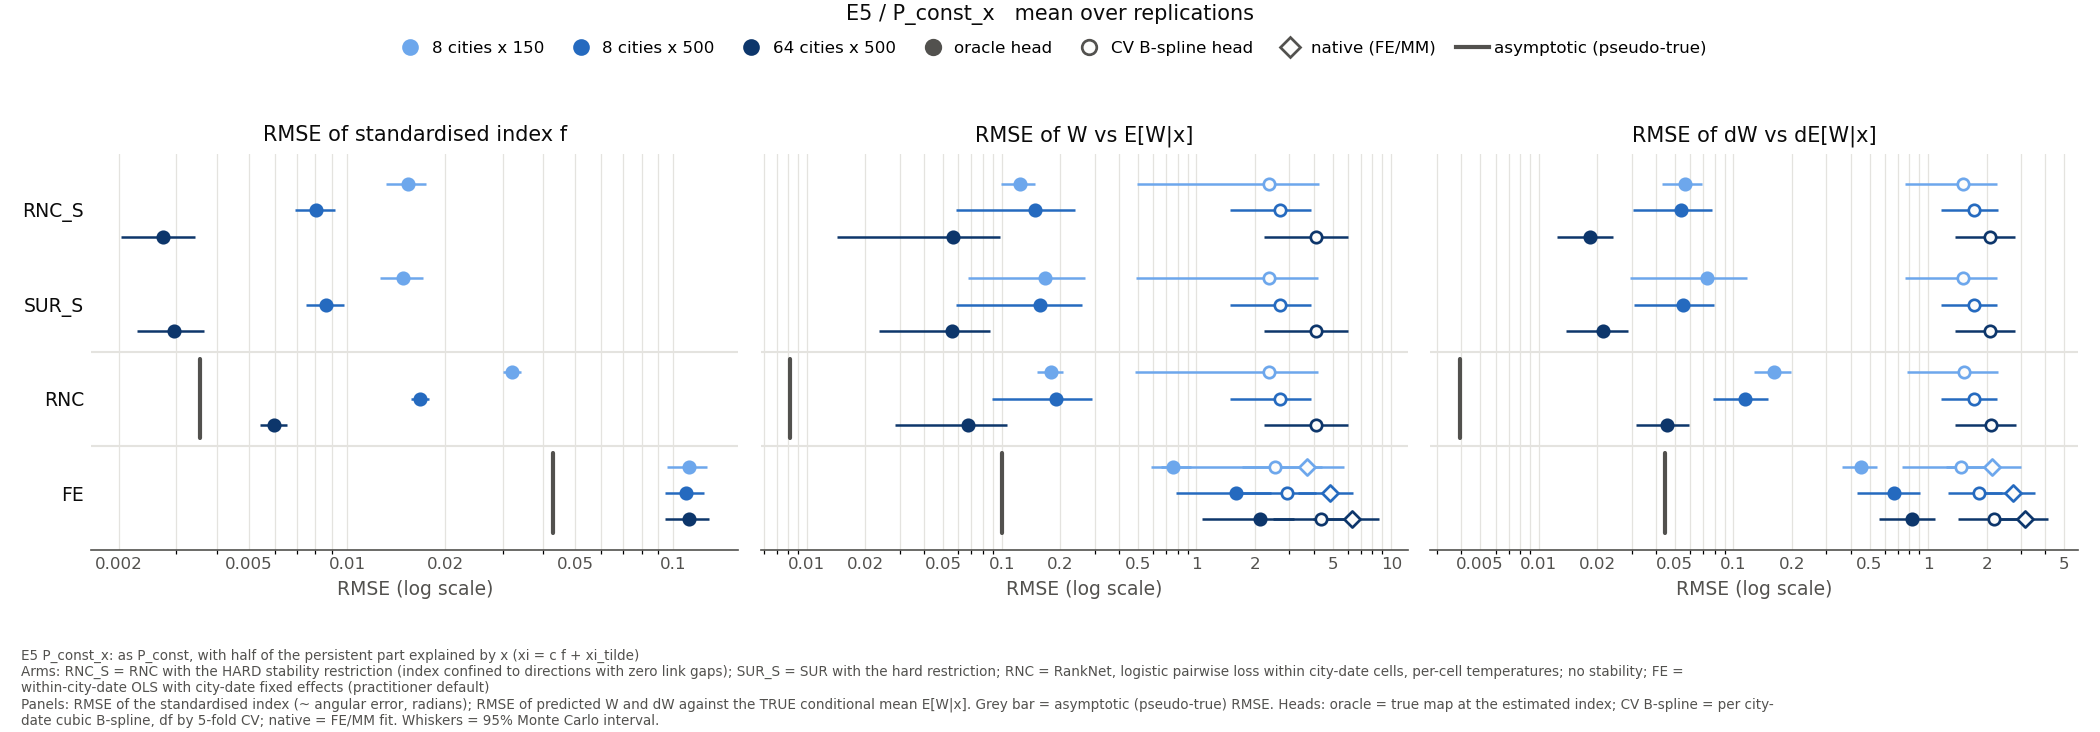 E5 / P_const_x   mean over replications
8 cities x 150   8 cities x 500   64 cities x 500   oracle head   CV B-spline head   native (FE/MM)   asymptotic (pseudo-true)
RMSE of standardised index f   RMSE of W vs E[W|x]   RMSE of dW vs dE[W|x]
RNC_S
SUR_S
RNC
FE
0.002 0.005 0.01 0.02 0.05 0.1   0.01 0.02 0.05 0.1 0.2 0.5 1 2 5 10   0.005 0.01 0.02 0.05 0.1 0.2 0.5 1 2 5
RMSE (log scale)   RMSE (log scale)   RMSE (log scale)
E5 P_const_x: as P_const, with half of the persistent part explained by x (xi = c f + xi_tilde)
Arms: RNC_S = RNC with the HARD stability restriction (index confined to directions with zero link gaps); SUR_S = SUR with the hard restriction; RNC = RankNet, logistic pairwise loss within city-date cells, per-cell temperatures; no stability; FE =
within-city-date OLS with city-date fixed effects (practitioner default)
Panels: RMSE of the standardised index (~ angular error, radians); RMSE of predicted W and dW against the TRUE conditional mean E[W|x]. Grey bar = asymptotic (pseudo-true) RMSE. Heads: oracle = true map at the estimated index; CV B-spline = per city-
date cubic B-spline, df by 5-fold CV; native = FE/MM fit. Whiskers = 95% Monte Carlo interval.